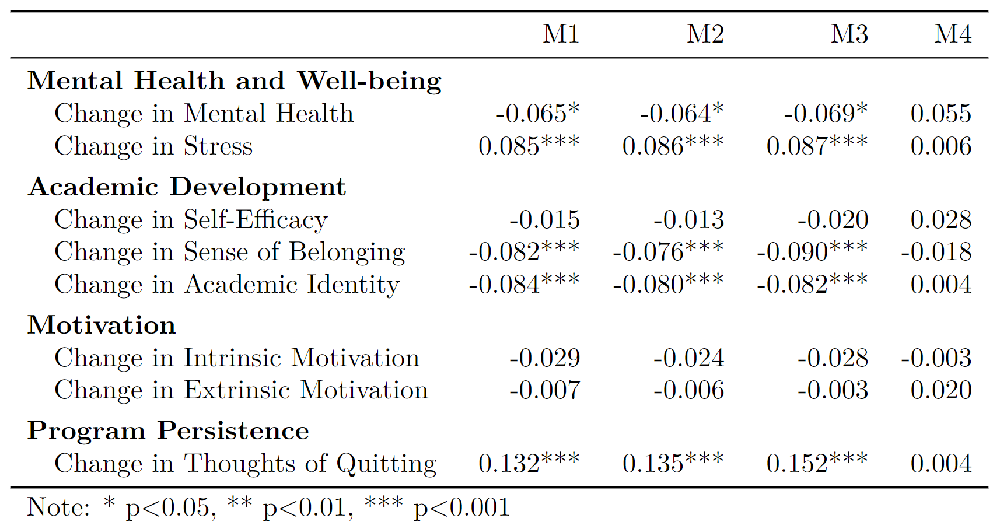 M1 M2 M3 M4
Mental Health and Well-being
Change in Mental Health -0.065* -0.064* -0.069* 0.055
Change in Stress 0.085*** 0.086*** 0.087*** 0.006
Academic Development
Change in Self-Efficacy -0.015 -0.013 -0.020 0.028
Change in Sense of Belonging -0.082*** -0.076*** -0.090*** -0.018
Change in Academic Identity -0.084*** -0.080*** -0.082*** 0.004
Motivation
Change in Intrinsic Motivation -0.029 -0.024 -0.028 -0.003
Change in Extrinsic Motivation -0.007 -0.006 -0.003 0.020
Program Persistence
Change in Thoughts of Quitting 0.132*** 0.135*** 0.152*** 0.004
Note: * p<0.05, ** p<0.01, *** p<0.001